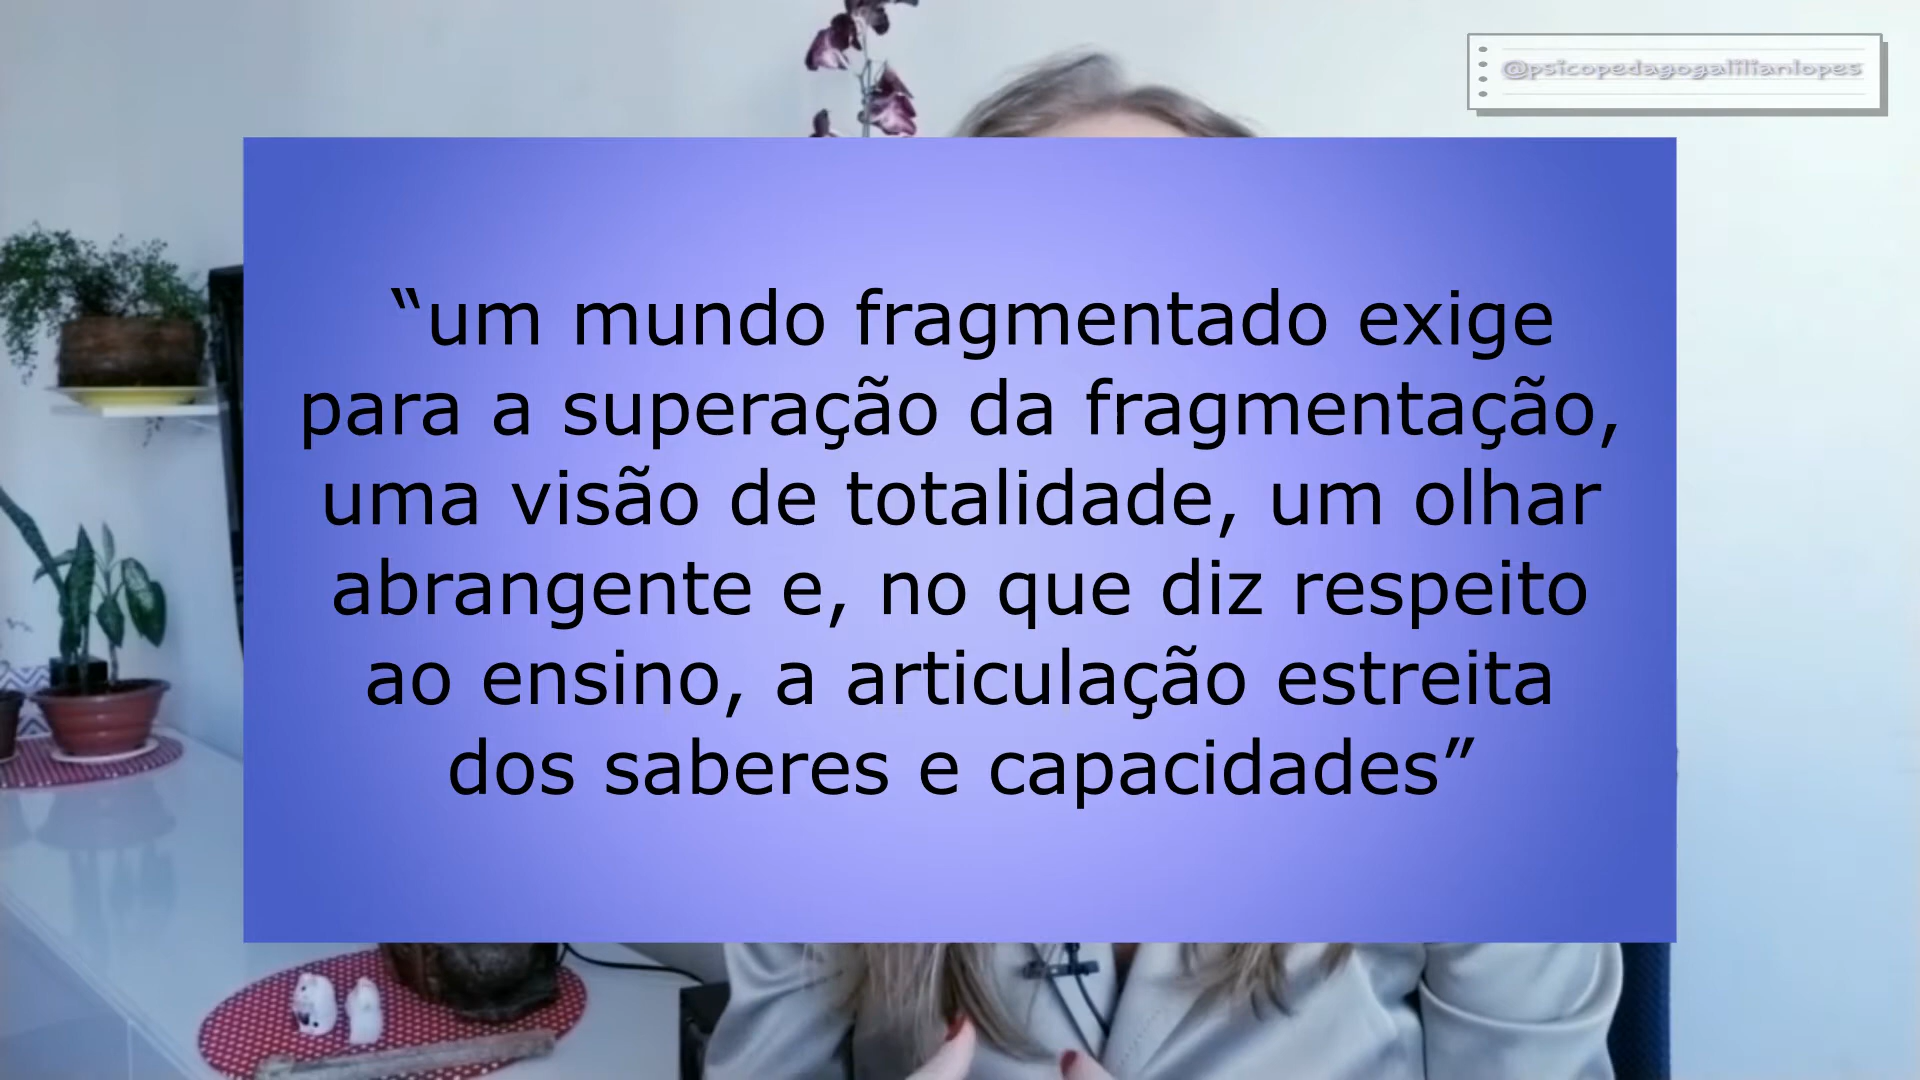 @psicopedagogalilianlopes
“um mundo fragmentado exige
para a superação da fragmentação,
uma visão de totalidade, um olhar
abrangente e, no que diz respeito
ao ensino, a articulação estreita
dos saberes e capacidades”